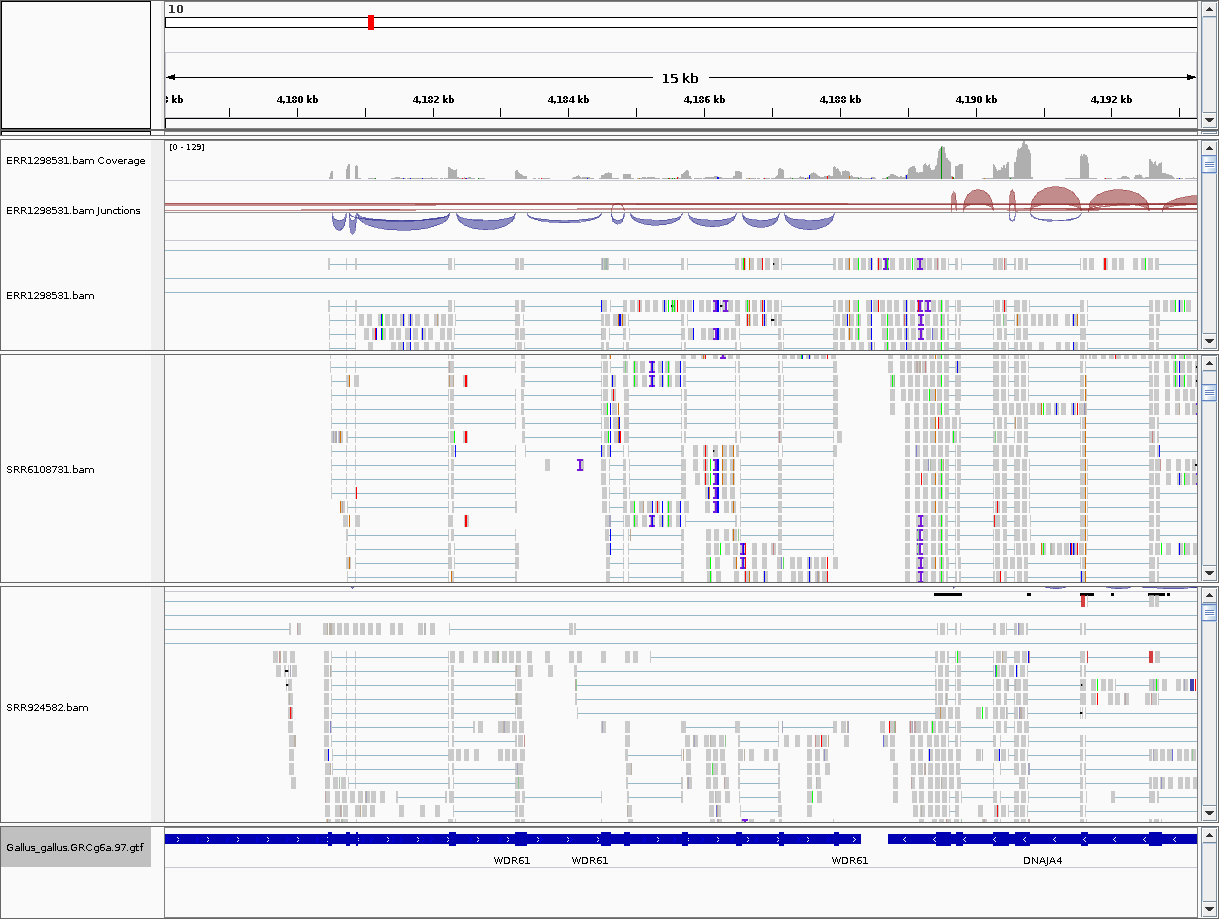 10
15 kb
kb 4,180 kb 4,182 kb 4,184 kb 4,186 kb 4,188 kb 4,190 kb 4,192 kb
[0 - 129]
ERR1298531.bam Coverage
ERR1298531.bam Junctions
ERR1298531.bam
SRR6108731.bam
SRR924582.bam
Gallus_gallus.GRCg6a.97.gtf
WDR61 WDR61 WDR61 DNAJA4